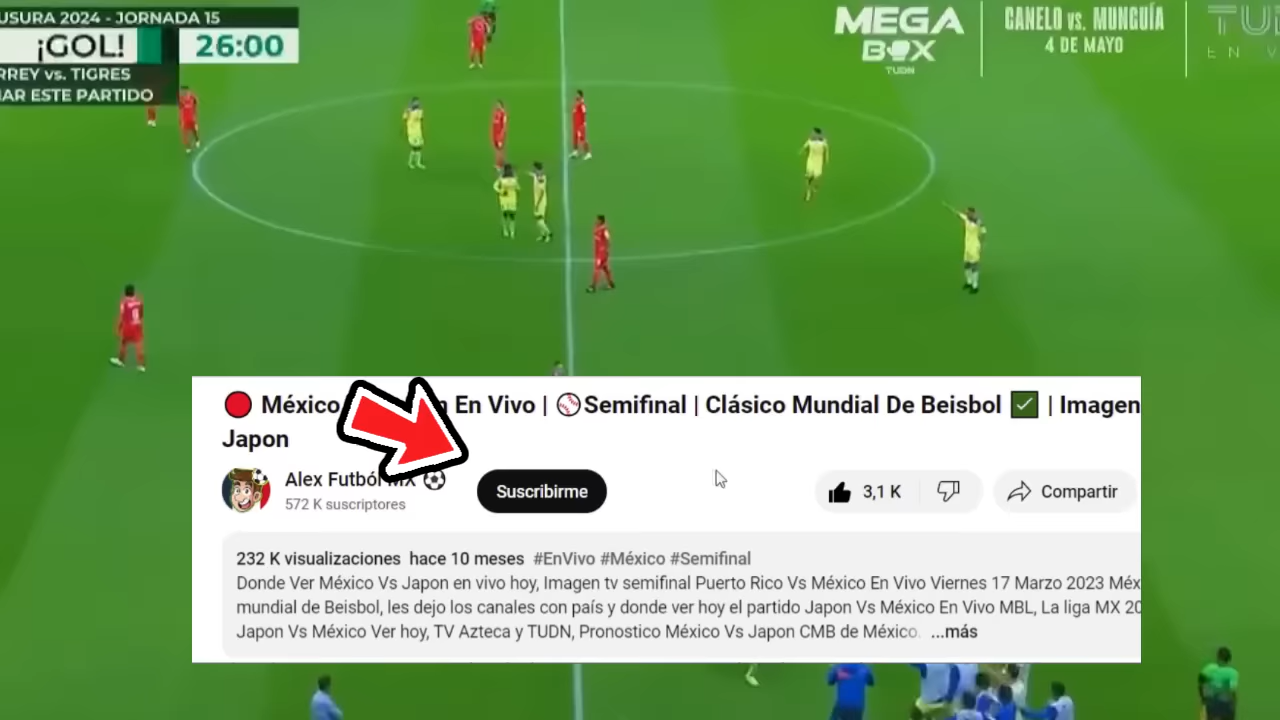 USURA 2024 - JORNADA 15
¡GOL! 26:00
RREY vs. TIGRES
AR ESTE PARTIDO
MEGA
BOX
TUDN
CANELO vs. MUNGUÍA
4 DE MAYO
TUD
EN V
México n En Vivo | Semifinal | Clásico Mundial De Beisbol | Imagen
Japon
Alex Futból MX
572 K suscriptores
Suscribirme
3,1 K
Compartir
232 K visualizaciones hace 10 meses #EnVivo #México #Semifinal
Donde Ver México Vs Japon en vivo hoy, Imagen tv semifinal Puerto Rico Vs México En Vivo Viernes 17 Marzo 2023 Méx
mundial de Beisbol, les dejo los canales con país y donde ver hoy el partido Japon Vs México En Vivo MBL, La liga MX 20
Japon Vs México Ver hoy, TV Azteca y TUDN, Pronostico México Vs Japon CMB de México. ...más